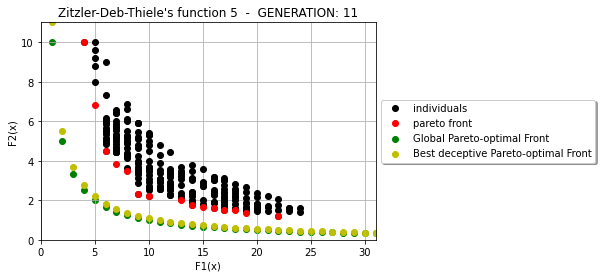 Zitzler-Deb-Thiele's function 5 - GENERATION: 11
F2(x)
10
8
6
4
2
0
0
5
10
15
20
25
30
F1(x)
individuals
pareto front
Global Pareto-optimal Front
Best deceptive Pareto-optimal Front